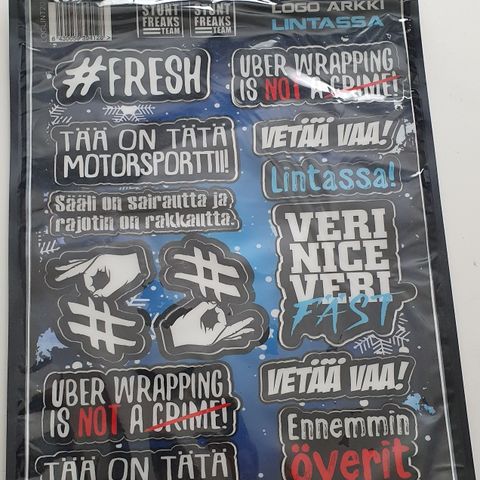 STUNT
FREAKS
TEAM
STUNT
FREAKS
TEAM
LOGO ARKKI
LINTASSA
#FRESH
UBER WRAPPING
IS NOT A CRIME!
TÄÄ ON TÄTÄ
MOTORSPORTTII!
VETÄÄ VAA!
Lintassa!
Sääli on sairautta ja
rajotin on rakkautta.
VERI
NICE
VERI
FAST
#
#
UBER WRAPPING
IS NOT A CRIME!
VETÄÄ VAA!
TÄÄ ON TÄTÄ
Ennemmin
överit